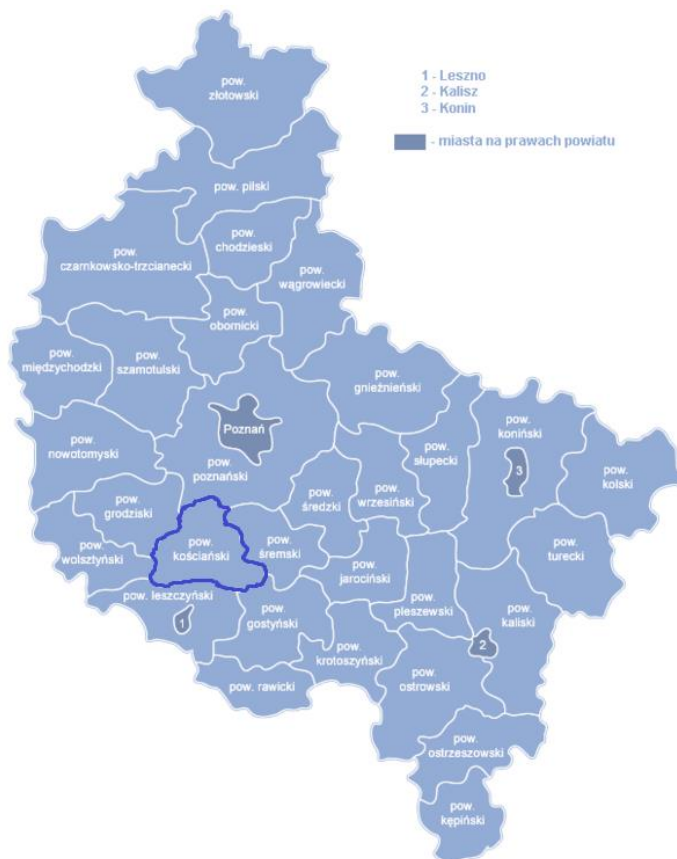 pow.
złotowski
1 - Leszno
2 - Kalisz
3 - Konin
- miasta na prawach powiatu
pow. pilski
pow.
chodzieski
pow.
czarnkowsko-trzcianecki
pow.
wągrowiecki
pow.
obornicki
pow.
międzychodzki
pow.
szamotulski
pow.
gnieźnieński
Poznań
pow.
koniński
pow.
nowotomyski
pow.
poznański
pow.
słupecki
3
pow.
kolski
pow.
grodziski
pow.
średzki
pow.
wrzesiński
pow.
wolsztyński
pow.
kościański
pow.
śremski
pow.
turecki
pow.
jarociński
pow. leszczyński
pow.
pleszewski
1
pow.
gostyński
pow.
kaliski
2
pow.
krotoszyński
pow. rawicki
pow.
ostrowski
pow.
ostrzeszowski
pow.
kępiński